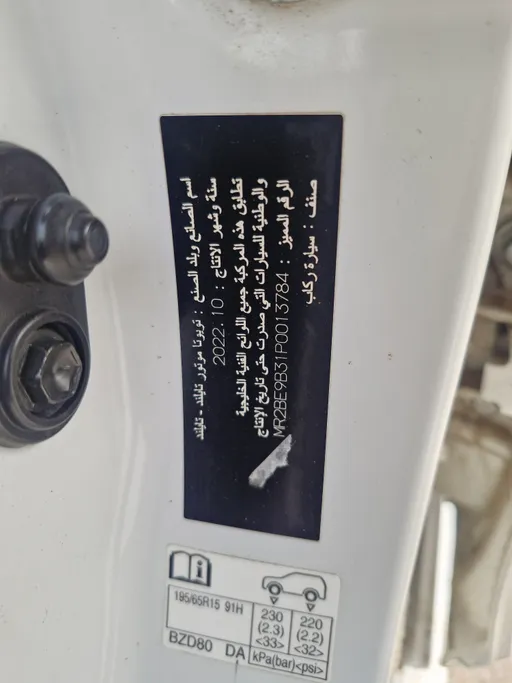 اسم الصانع وبلد الصنع : تويوتا موتور تايلند - تايلند
سنة وشهر الانتاج : 10 .2022
تطابق هذه المركبة جميع اللوائح الفنية الخليجية
والوطنية للسيارات التي صدرت حتى تاريخ الإنتاج
الرقم المميز : MR2BE9B31P0013784
صنف : سيارة ركاب
195/65R15 91H
230
(2.3)
<33>
220
(2.2)
<32>
BZD80 DA
kPa(bar)<psi>